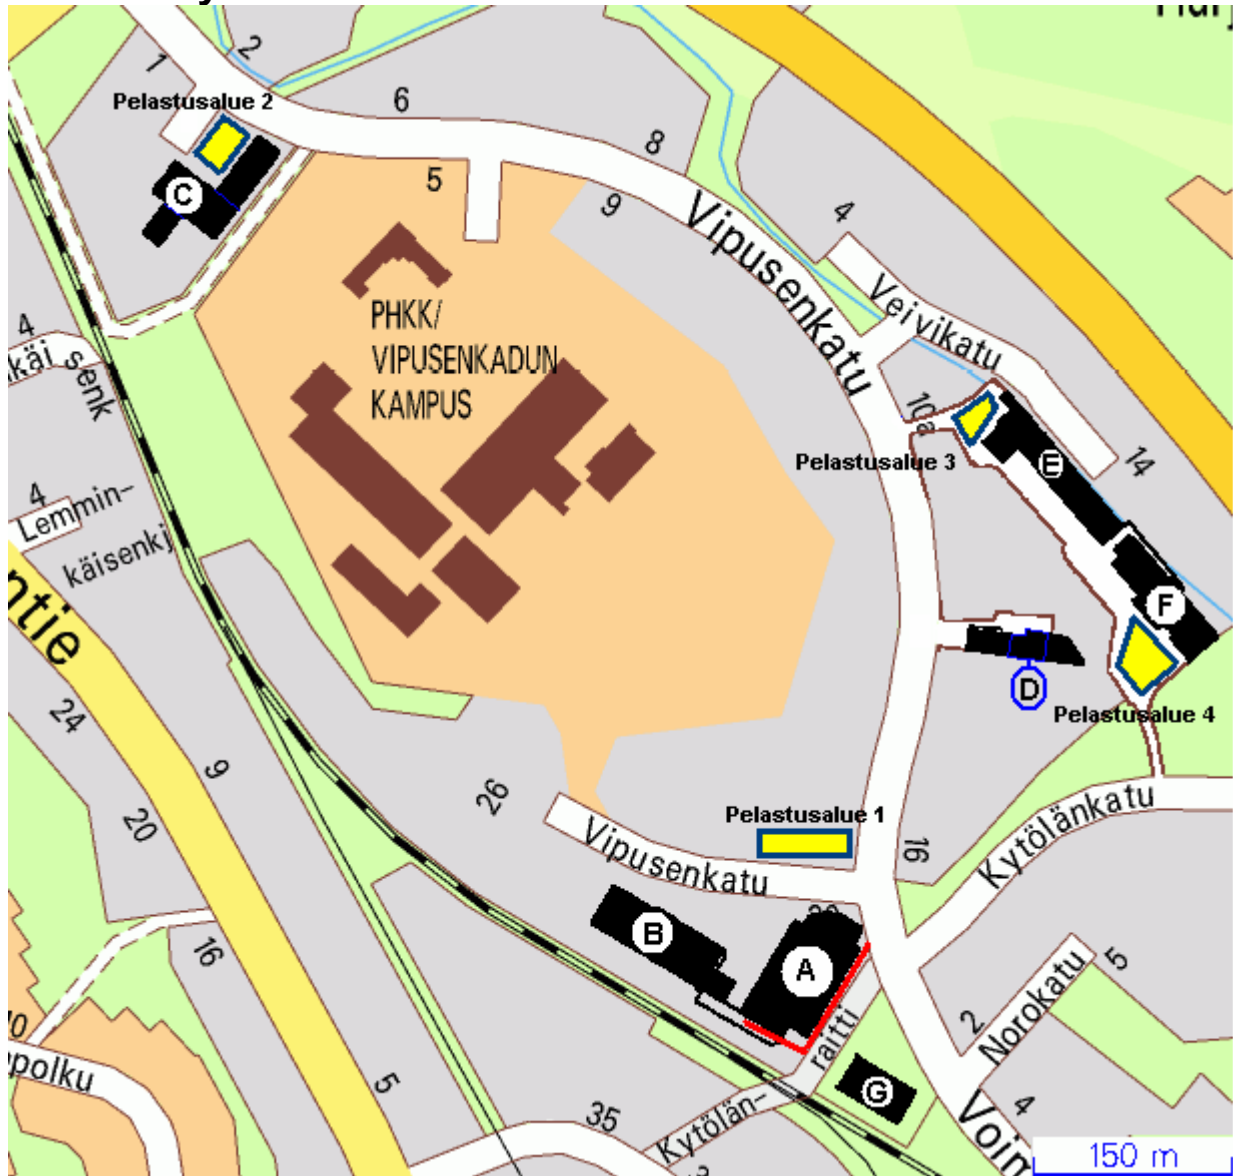 1
2
Pelastusalue 2
6
8
5
9
4
C
Vipusenkatu
Veivikatu
PHKK/
VIPUSENKADUN
KAMPUS
4
käi
senk
10a
14
Pelastusalue 3
E
4
Lemmin-
käisenkj
ntie
F
D
Pelastusalue 4
24
9
20
26
Pelastusalue 1
Vipusenkatu
16
Kytölänkatu
B
A
16
5
2
Norokatu
raitti
G
polku
5
35
Kytölän-
4
Voin
150 m